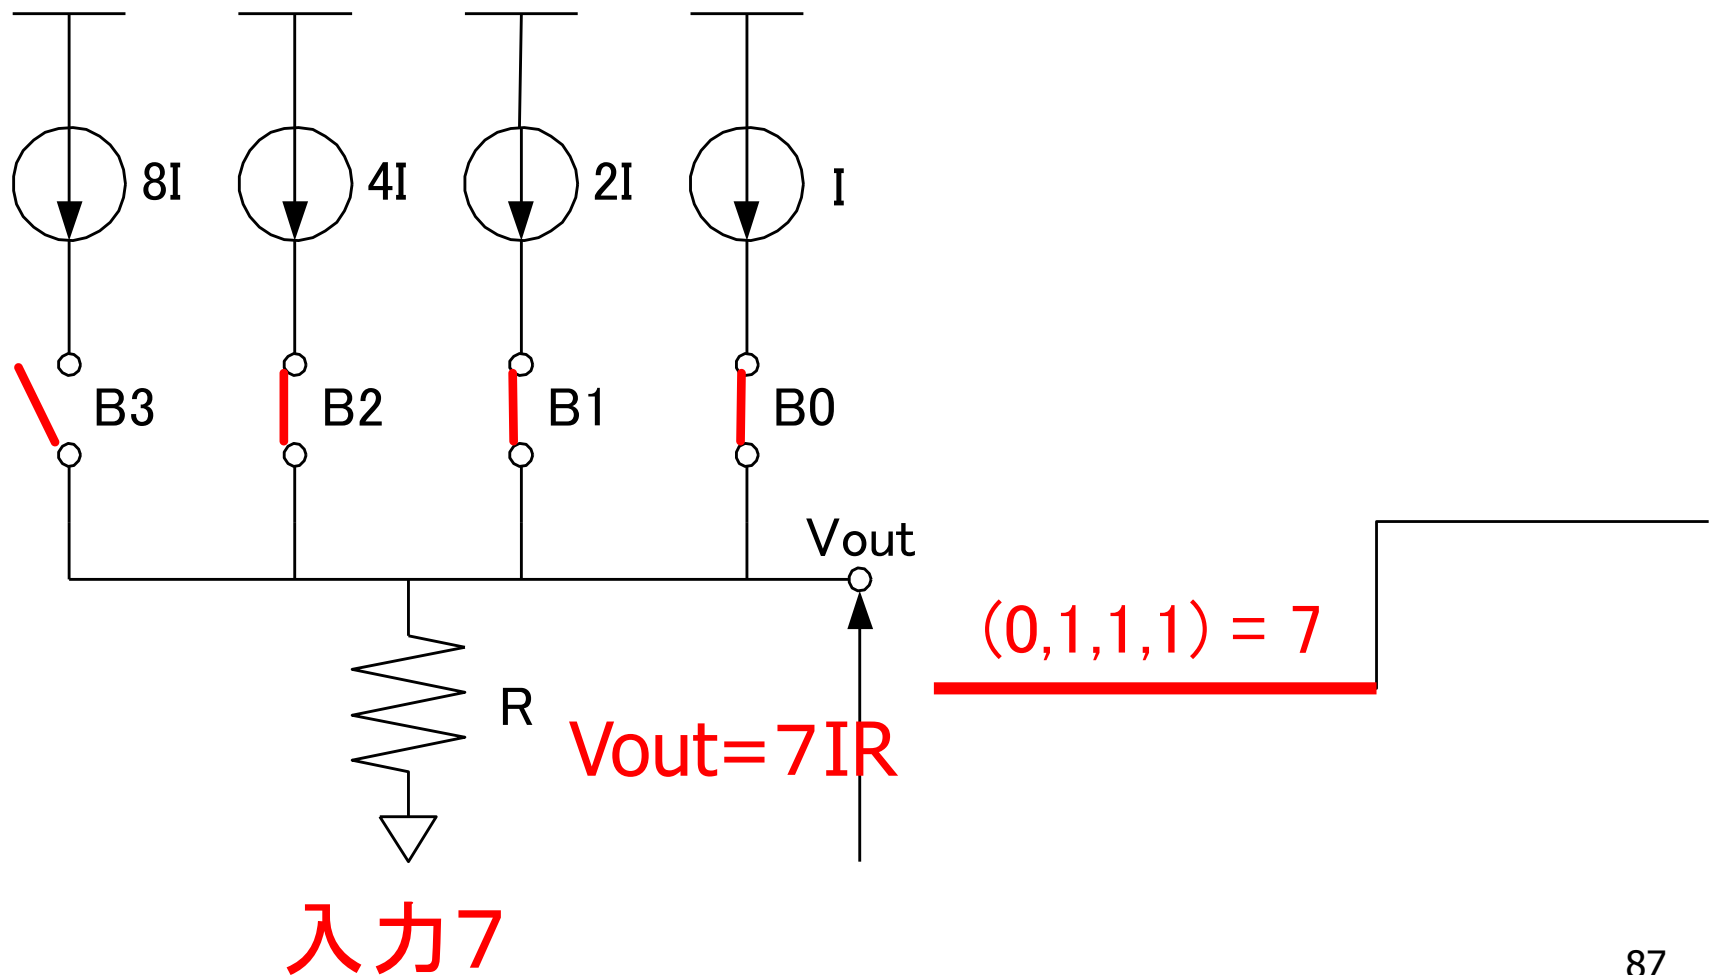 8I 4I 2I I
B3 B2 B1 B0
Vout
(0,1,1,1) = 7
R
Vout=7IR
入力7
87